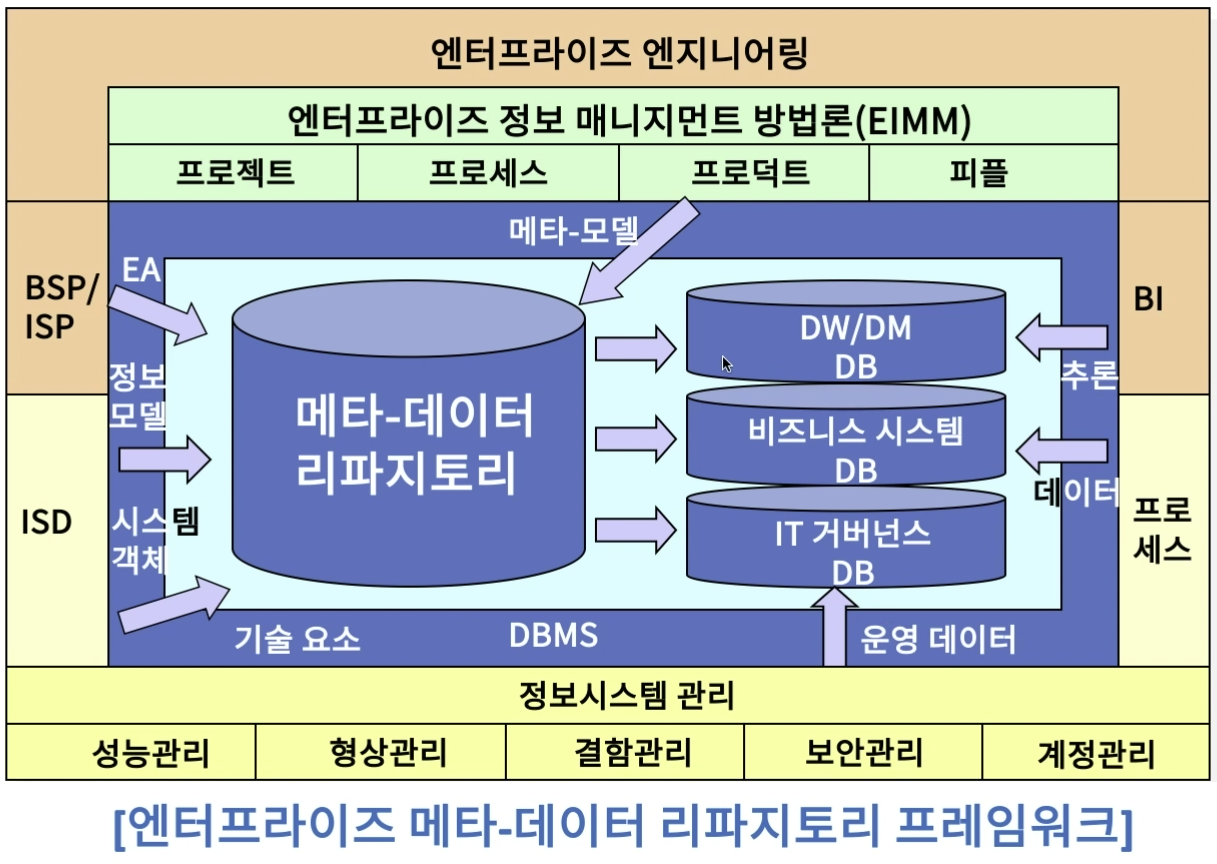 엔터프라이즈 엔지니어링
엔터프라이즈 정보 매니지먼트 방법론(EIMM)
프로젝트
프로세스
프로덕트
피플
메타-모델
BSP/
ISP
EA
정보
모델
ISD
시스템
객체
메타-데이터
리파지토리
DW/DM
DB
비즈니스 시스템
DB
IT 거버넌스
DB
BI
추론
데이터
프로
세스
기술 요소
DBMS
운영 데이터
정보시스템 관리
성능관리
형상관리
결함관리
보안관리
계정관리
[엔터프라이즈 메타-데이터 리파지토리 프레임워크]